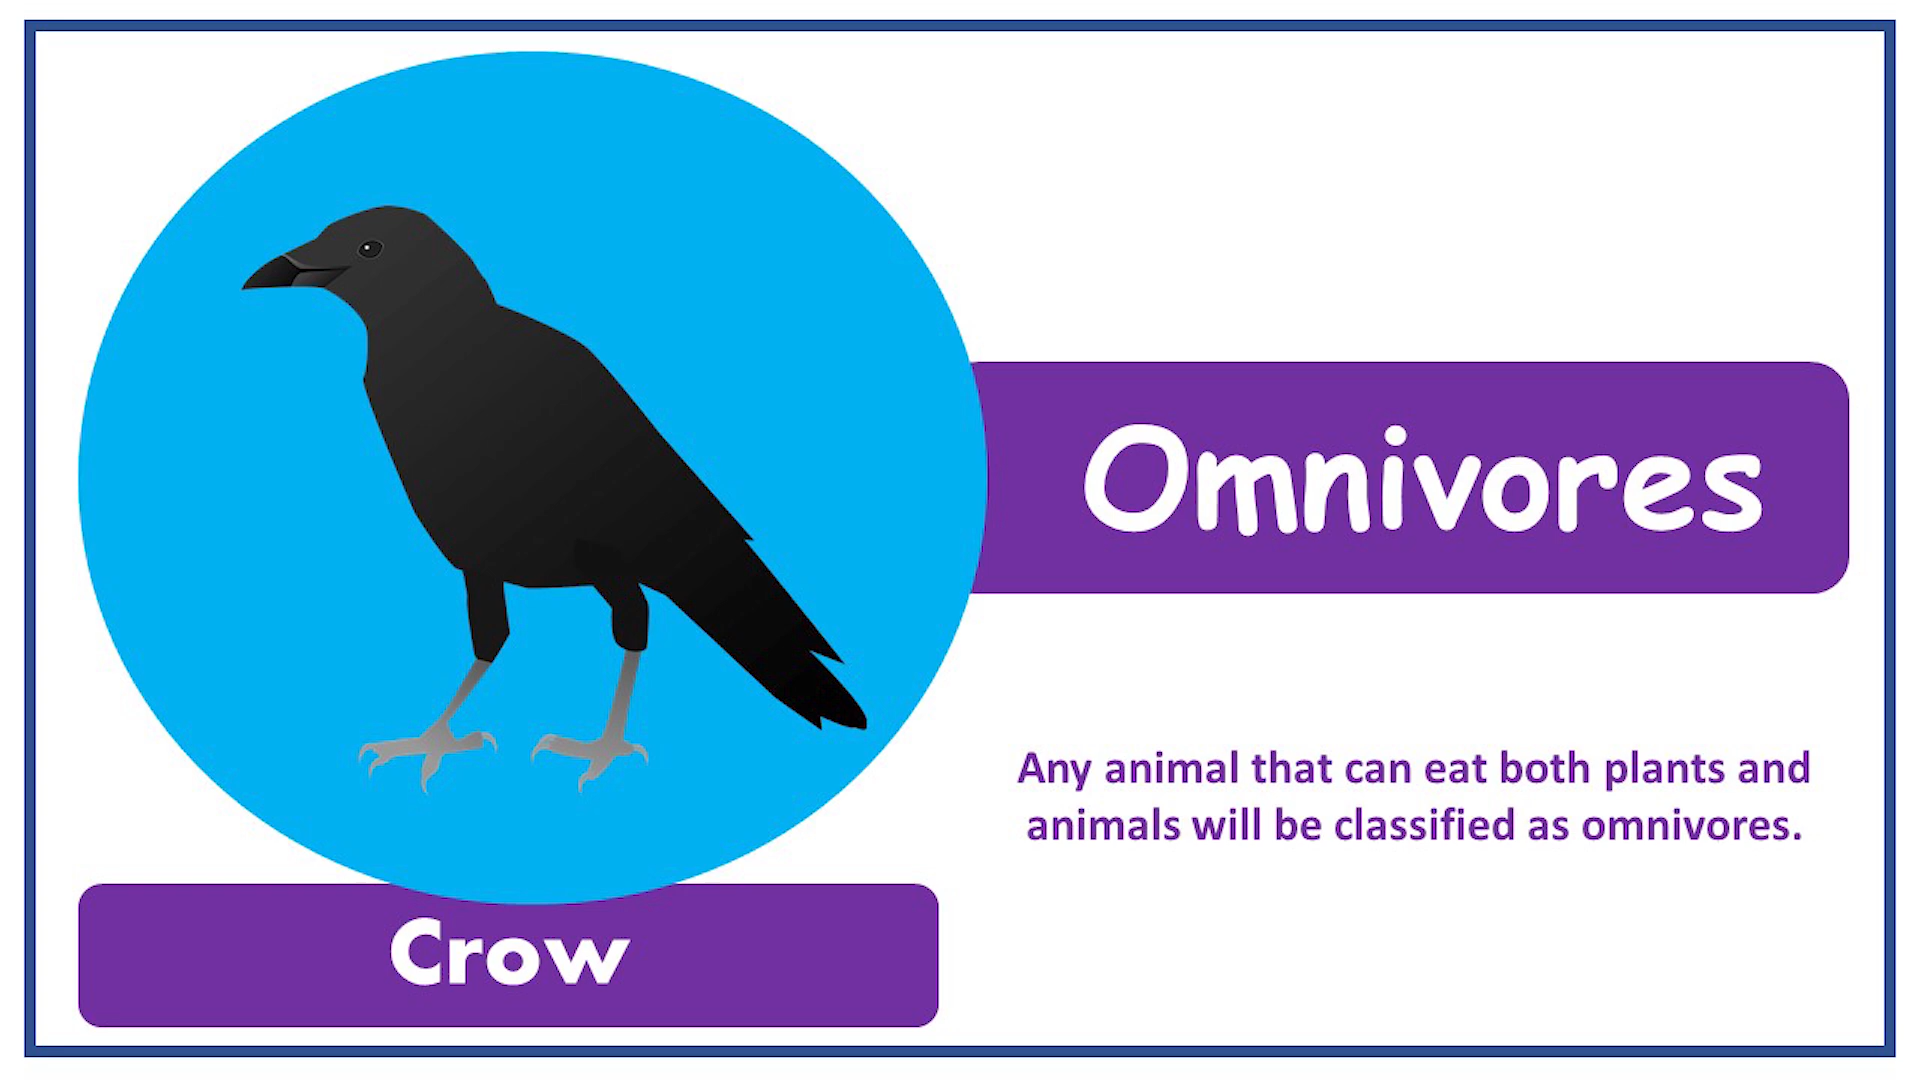 Omnivores
Any animal that can eat both plants and
animals will be classified as omnivores.
Crow